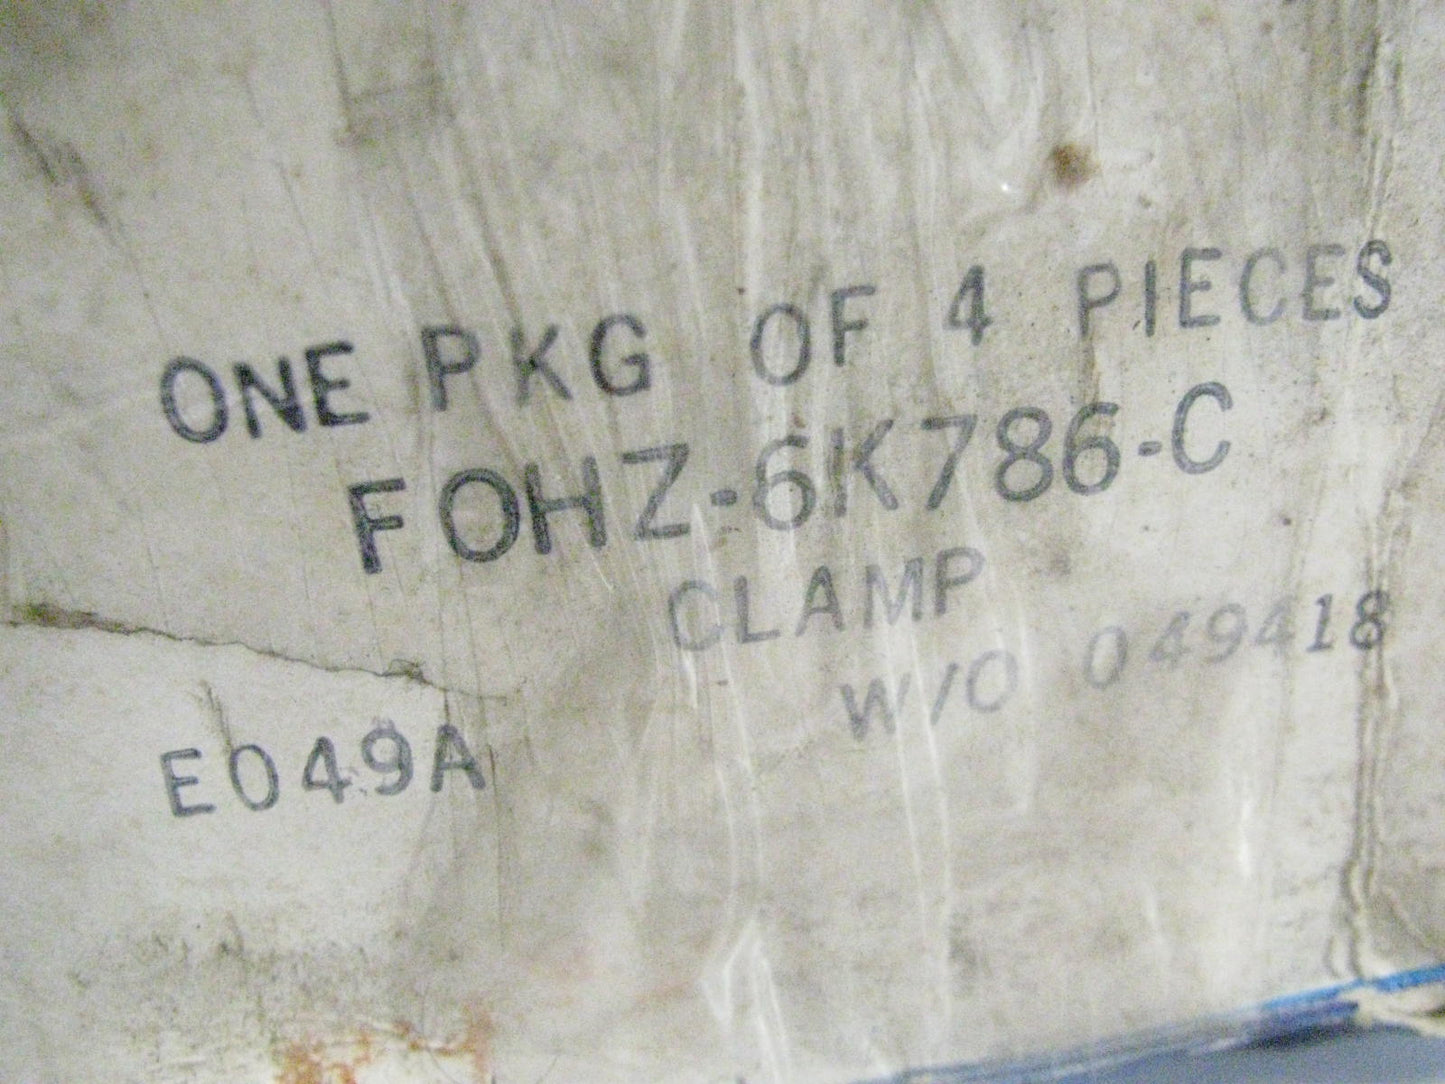 ONE PKG OF 4 PIECES
FOHZ-6K786-C
CLAMP
W/O 049418
E049A